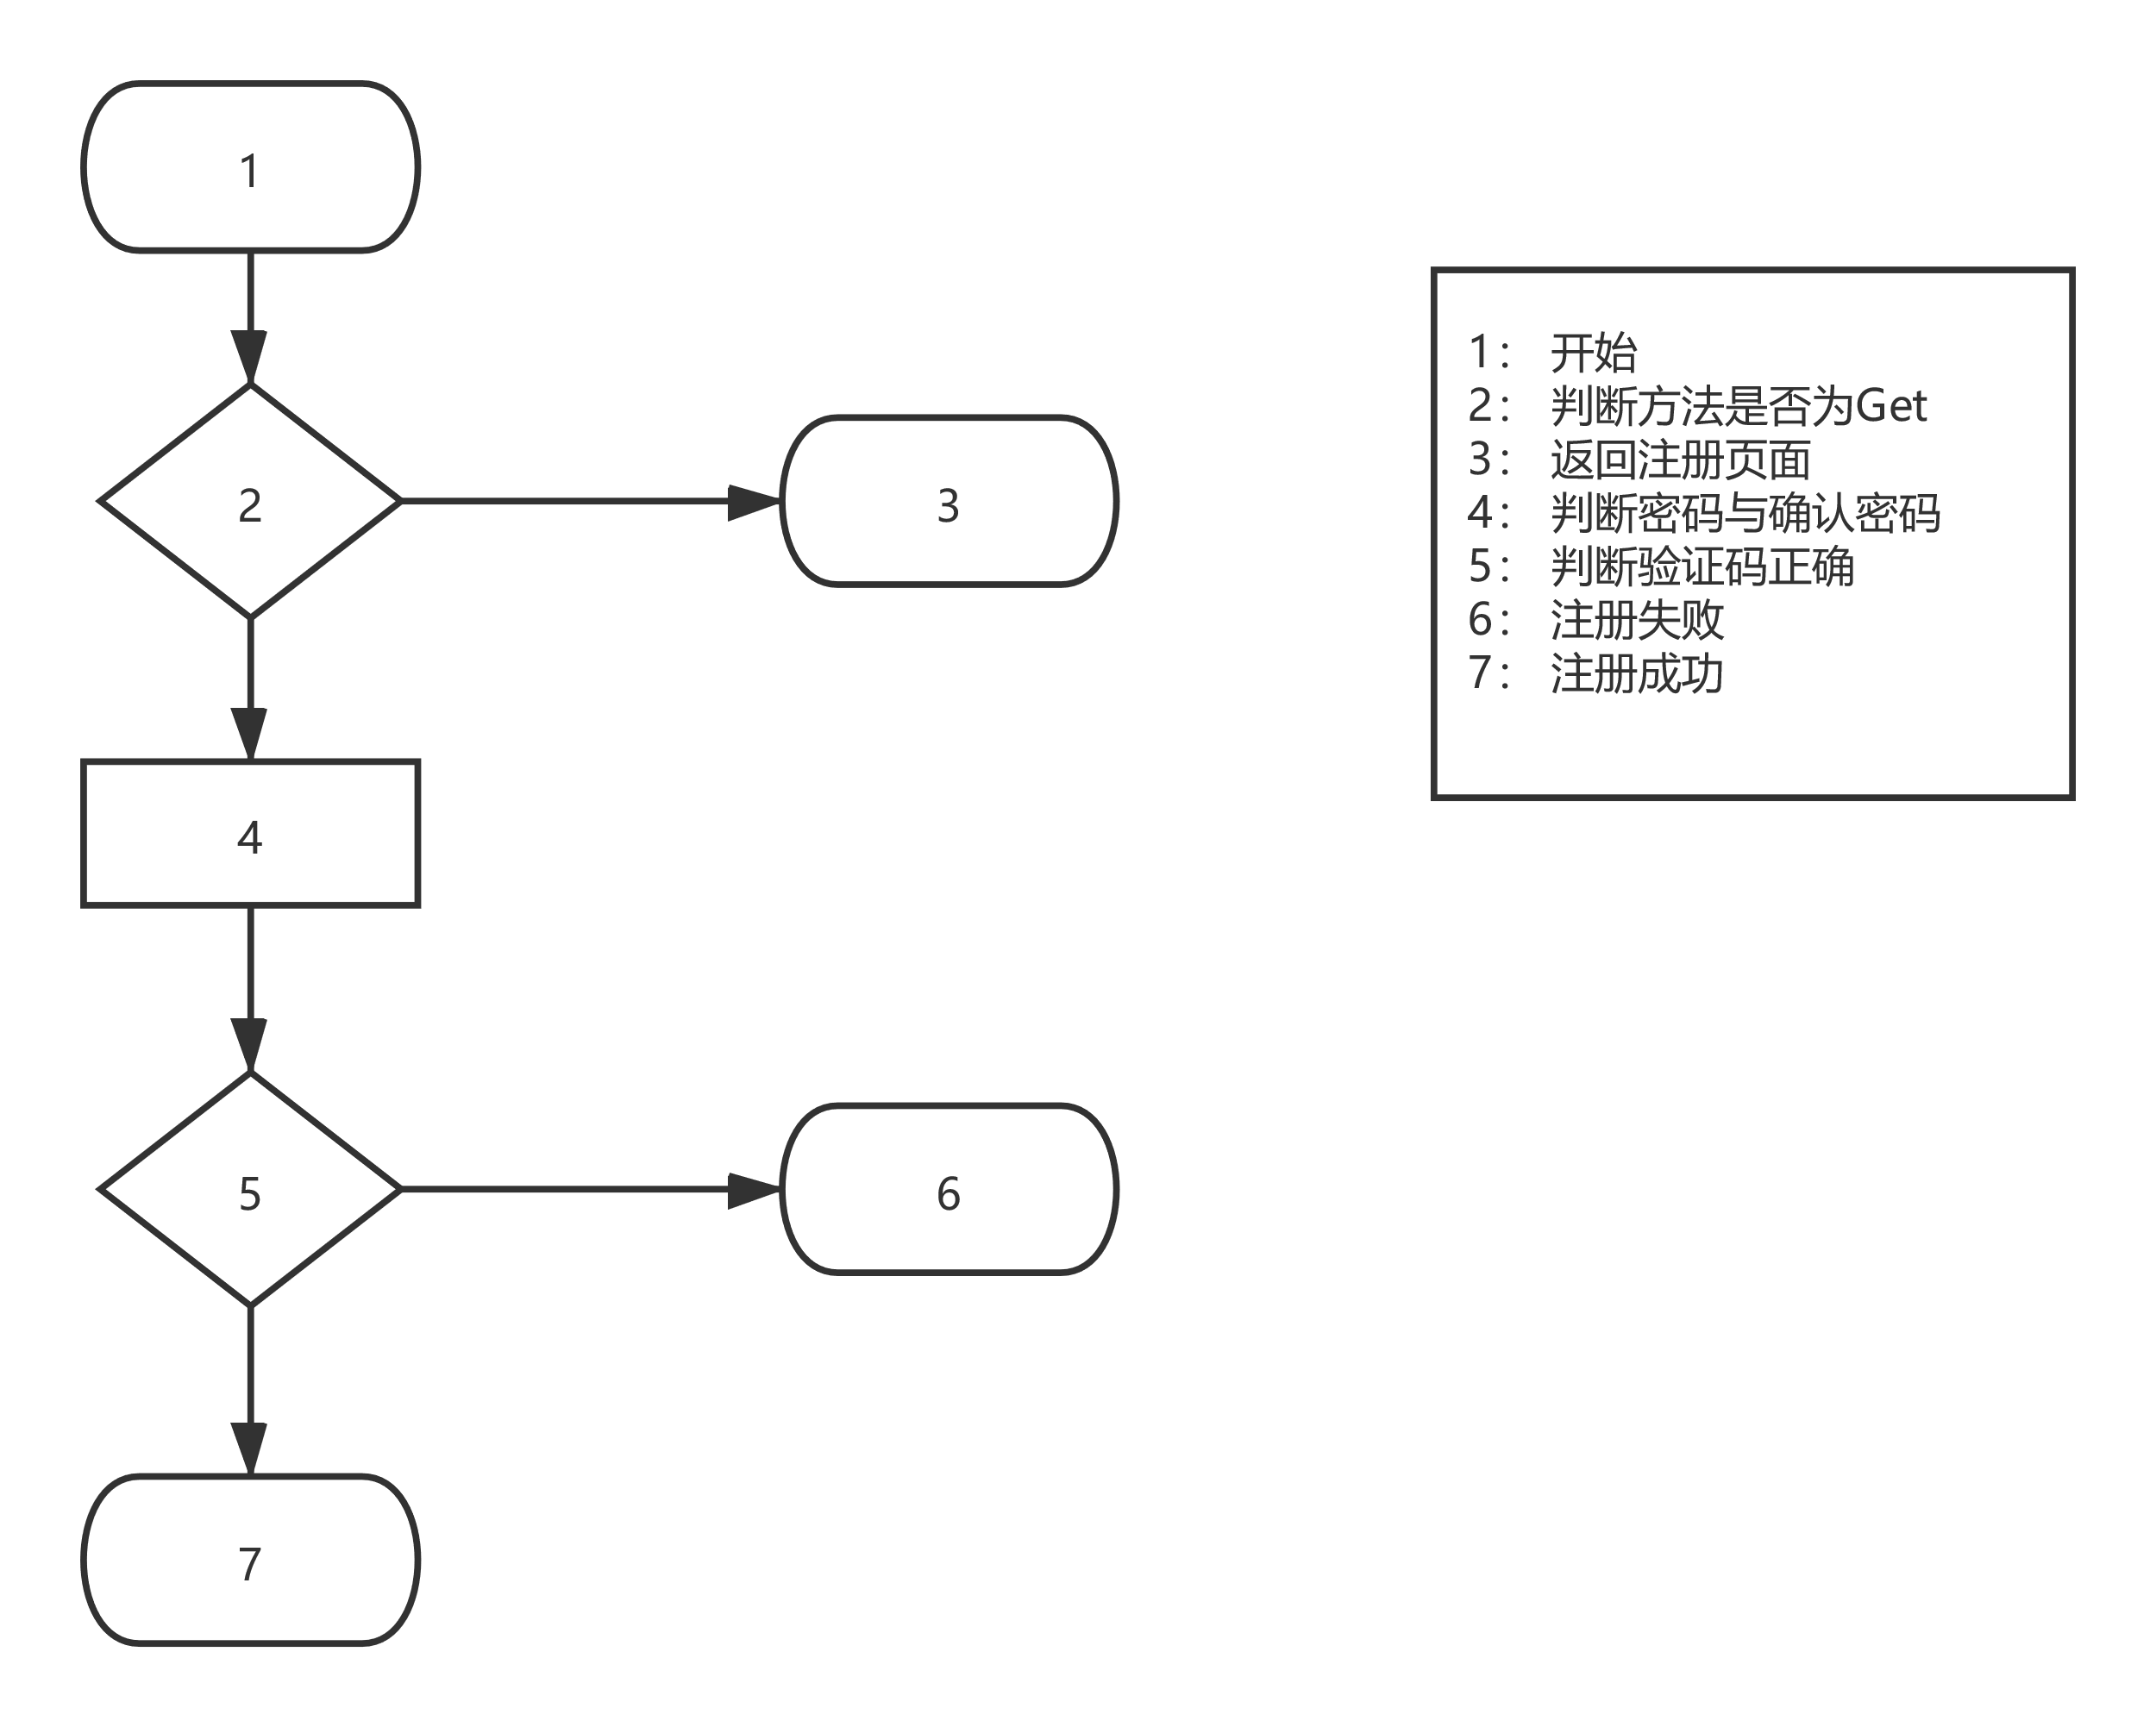 1
2
3
4
5
6
7
1： 开始
2： 判断方法是否为Get
3： 返回注册页面
4： 判断密码与确认密码
5： 判断验证码正确
6： 注册失败
7： 注册成功